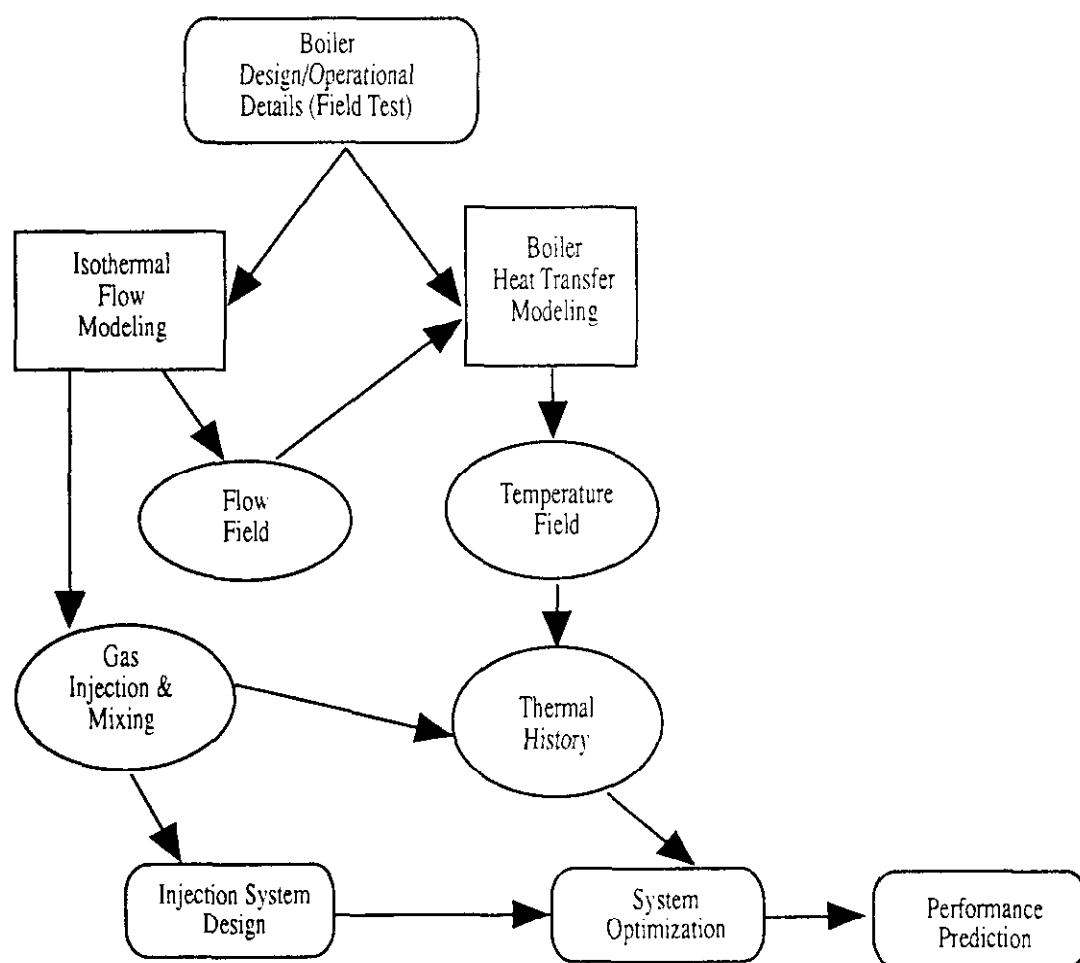 Boiler
Design/Operational
Details (Field Test)
Isothermal
Flow
Modeling
Boiler
Heat Transfer
Modeling
Flow
Field
Temperature
Field
Gas
Injection &
Mixing
Thermal
History
Injection System
Design
System
Optimization
Performance
Prediction